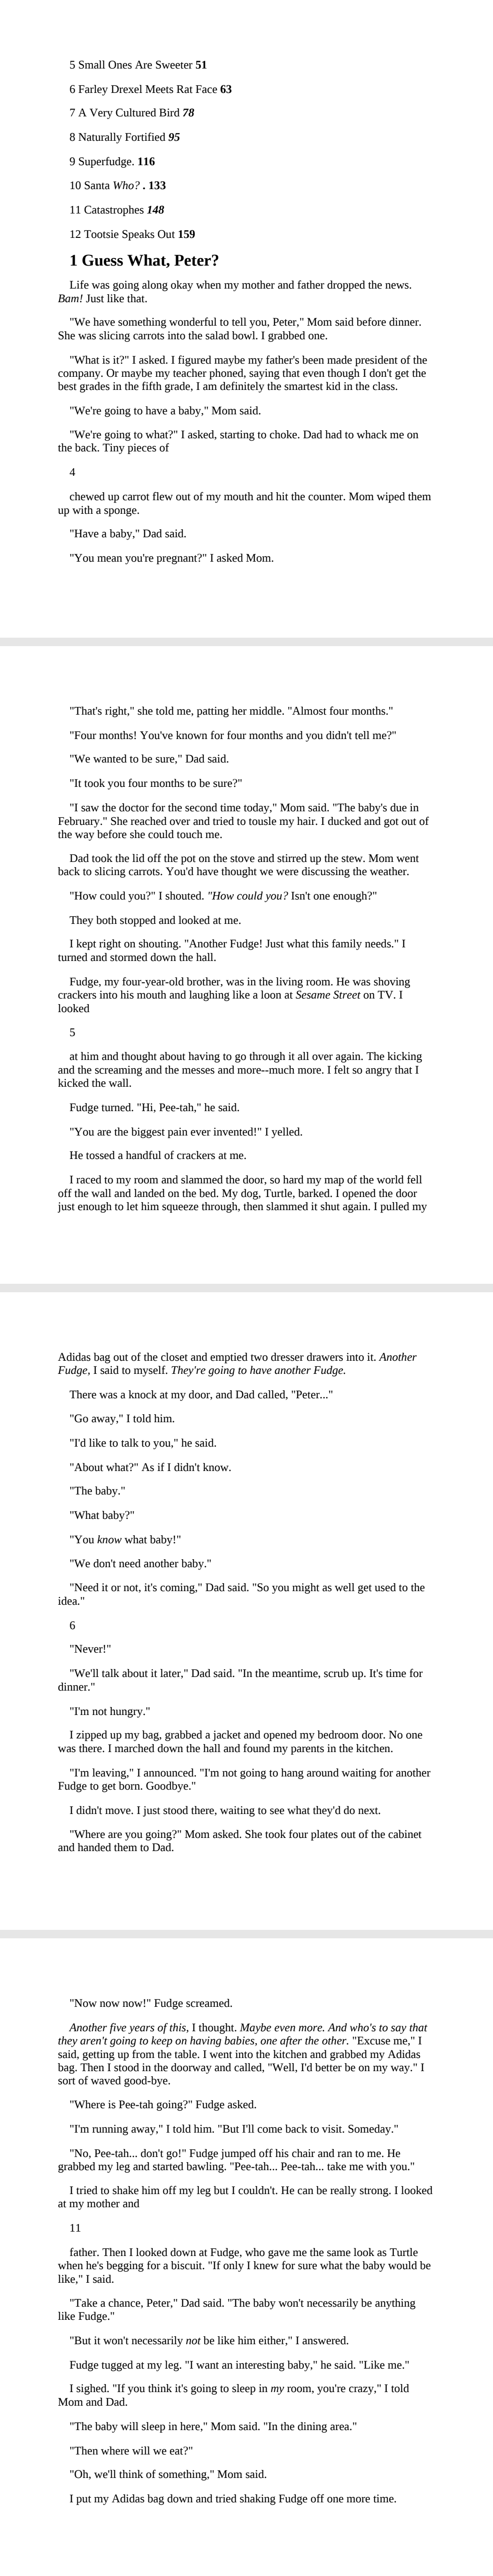 5 Small Ones Are Sweeter 51
6 Farley Drexel Meets Rat Face 63
7 A Very Cultured Bird 78
8 Naturally Fortified 95
9 Superfudge. 116
10 Santa Who? . 133
11 Catastrophes 148
12 Tootsie Speaks Out 159
1 Guess What, Peter?
Life was going along okay when my mother and father dropped the news.
Bam! Just like that.
"We have something wonderful to tell you, Peter," Mom said before dinner.
She was slicing carrots into the salad bowl. I grabbed one.
"What is it?" I asked. I figured maybe my father's been made president of the
company. Or maybe my teacher phoned, saying that even though I don't get the
best grades in the fifth grade, I am definitely the smartest kid in the class.
"We're going to have a baby," Mom said.
"We're going to what?" I asked, starting to choke. Dad had to whack me on
the back. Tiny pieces of
4
chewed up carrot flew out of my mouth and hit the counter. Mom wiped them
up with a sponge.
"Have a baby," Dad said.
"You mean you're pregnant?" I asked Mom.
"That's right," she told me, patting her middle. "Almost four months."
"Four months! You've known for four months and you didn't tell me?"
"We wanted to be sure," Dad said.
"It took you four months to be sure?"
"I saw the doctor for the second time today," Mom said. "The baby's due in
February." She reached over and tried to tousle my hair. I ducked and got out of
the way before she could touch me.
Dad took the lid off the pot on the stove and stirred up the stew. Mom went
back to slicing carrots. You'd have thought we were discussing the weather.
"How could you?" I shouted. "How could you? Isn't one enough?"
They both stopped and looked at me.
I kept right on shouting. "Another Fudge! Just what this family needs." I
turned and stormed down the hall.
Fudge, my four-year-old brother, was in the living room. He was shoving
crackers into his mouth and laughing like a loon at Sesame Street on TV. I
looked
5
at him and thought about having to go through it all over again. The kicking
and the screaming and the messes and more--much more. I felt so angry that I
kicked the wall.
Fudge turned. "Hi, Pee-tah," he said.
"You are the biggest pain ever invented!" I yelled.
He tossed a handful of crackers at me.
I raced to my room and slammed the door, so hard my map of the world fell
off the wall and landed on the bed. My dog, Turtle, barked. I opened the door
just enough to let him squeeze through, then slammed it shut again. I pulled my
Adidas bag out of the closet and emptied two dresser drawers into it. Another
Fudge, I said to myself. They're going to have another Fudge.
There was a knock at my door, and Dad called, "Peter..."
"Go away," I told him.
"I'd like to talk to you," he said.
"About what?" As if I didn't know.
"The baby."
"What baby?"
"You know what baby!"
"We don't need another baby."
"Need it or not, it's coming," Dad said. "So you might as well get used to the
idea."
6
"Never!"
"We'll talk about it later," Dad said. "In the meantime, scrub up. It's time for
dinner."
"I'm not hungry."
I zipped up my bag, grabbed a jacket and opened my bedroom door. No one
was there. I marched down the hall and found my parents in the kitchen.
"I'm leaving," I announced. "I'm not going to hang around waiting for another
Fudge to get born. Goodbye."
I didn't move. I just stood there, waiting to see what they'd do next.
"Where are you going?" Mom asked. She took four plates out of the cabinet
and handed them to Dad.
"Now now now!" Fudge screamed.
Another five years of this, I thought. Maybe even more. And who's to say that
they aren't going to keep on having babies, one after the other. "Excuse me," I
said, getting up from the table. I went into the kitchen and grabbed my Adidas
bag. Then I stood in the doorway and called, "Well, I'd better be on my way." I
sort of waved good-bye.
"Where is Pee-tah going?" Fudge asked.
"I'm running away," I told him. "But I'll come back to visit. Someday."
"No, Pee-tah... don't go!" Fudge jumped off his chair and ran to me. He
grabbed my leg and started bawling. "Pee-tah... Pee-tah... take me with you."
I tried to shake him off my leg but I couldn't. He can be really strong. I looked
at my mother and
11
father. Then I looked down at Fudge, who gave me the same look as Turtle
when he's begging for a biscuit. "If only I knew for sure what the baby would be
like," I said.
"Take a chance, Peter," Dad said. "The baby won't necessarily be anything
like Fudge."
"But it won't necessarily not be like him either," I answered.
Fudge tugged at my leg. "I want an interesting baby," he said. "Like me."
I sighed. "If you think it's going to sleep in my room, you're crazy," I told
Mom and Dad.
"The baby will sleep in here," Mom said. "In the dining area."
"Then where will we eat?"
"Oh, we'll think of something," Mom said.
I put my Adidas bag down and tried shaking Fudge off one more time.